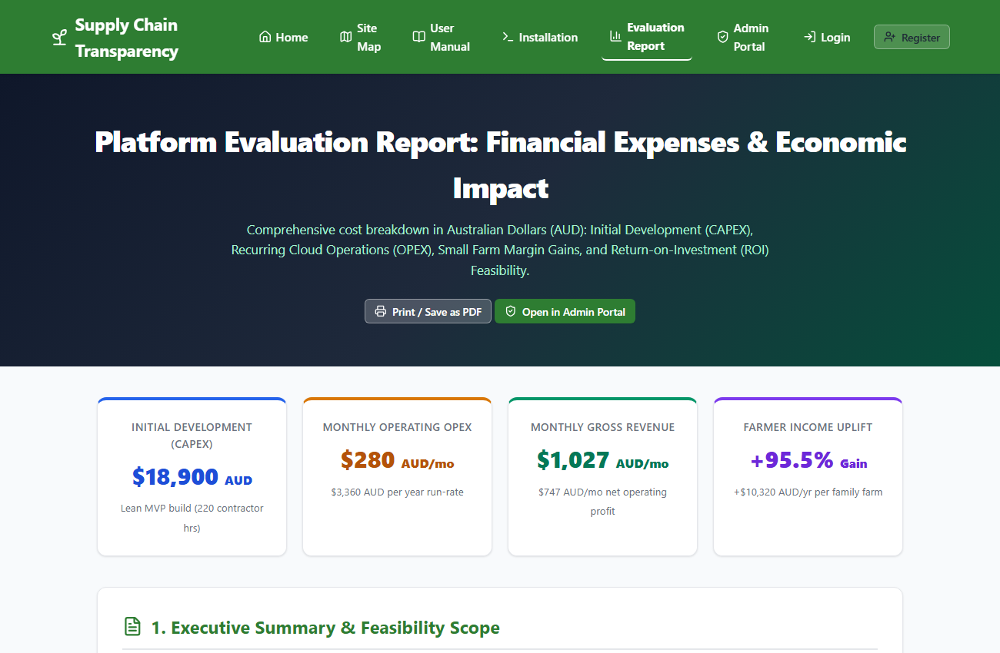 Supply Chain
Transparency
Home
Site
Map
User
Manual
Installation
Evaluation
Report
Admin
Portal
Login
Register
Platform Evaluation Report: Financial Expenses & Economic
Impact
Comprehensive cost breakdown in Australian Dollars (AUD): Initial Development (CAPEX),
Recurring Cloud Operations (OPEX), Small Farm Margin Gains, and Return-on-Investment (ROI)
Feasibility.
Print / Save as PDF
Open in Admin Portal
INITIAL DEVELOPMENT
(CAPEX)
$18,900 AUD
Lean MVP build (220 contractor
hrs)
MONTHLY OPERATING OPEX
$280 AUD/mo
$3,360 AUD per year run-rate
MONTHLY GROSS REVENUE
$1,027 AUD/mo
$747 AUD/mo net operating
profit
FARMER INCOME UPLIFT
+95.5% Gain
+$10,320 AUD/yr per family farm
1. Executive Summary & Feasibility Scope